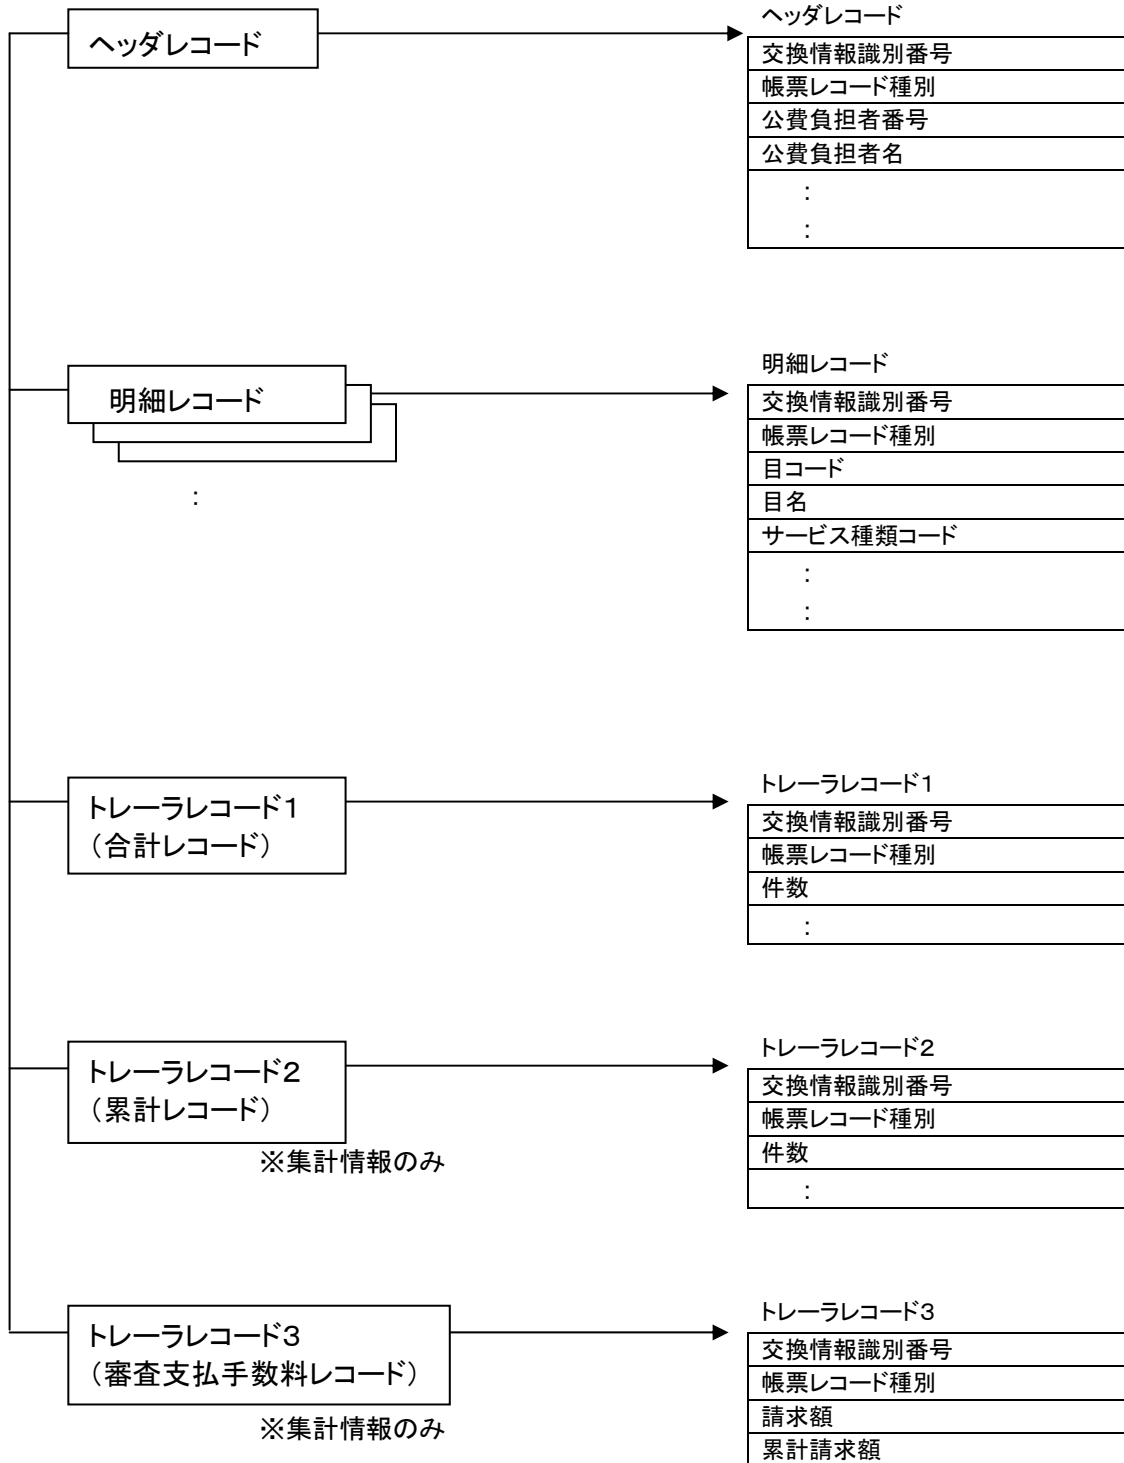 ヘッダレコード
ヘッダレコード
交換情報識別番号
帳票レコード種別
公費負担者番号
公費負担者名
:
:
明細レコード
:
明細レコード
交換情報識別番号
帳票レコード種別
目コード
目名
サービス種類コード
:
:
トレーラレコード1
(合計レコード)
トレーラレコード1
交換情報識別番号
帳票レコード種別
件数
:
トレーラレコード2
(累計レコード)
※集計情報のみ
トレーラレコード2
交換情報識別番号
帳票レコード種別
件数
:
トレーラレコード3
(審査支払手数料レコード)
※集計情報のみ
トレーラレコード3
交換情報識別番号
帳票レコード種別
請求額
累計請求額